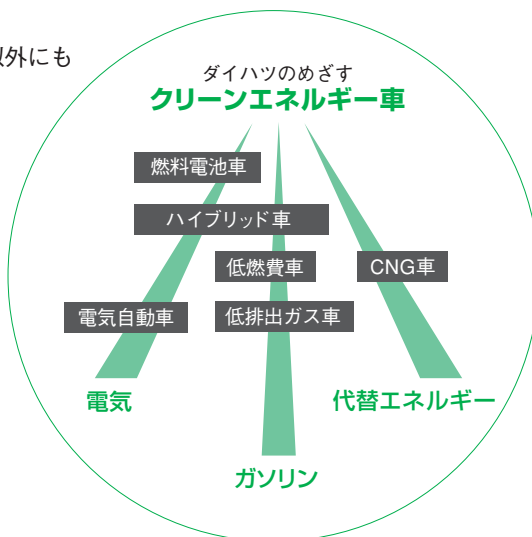 以外にも
ダイハツのめざす
クリーンエネルギー車
燃料電池車
ハイブリッド車
低燃費車
CNG車
電気自動車
低排出ガス車
電気
代替エネルギー
ガソリン